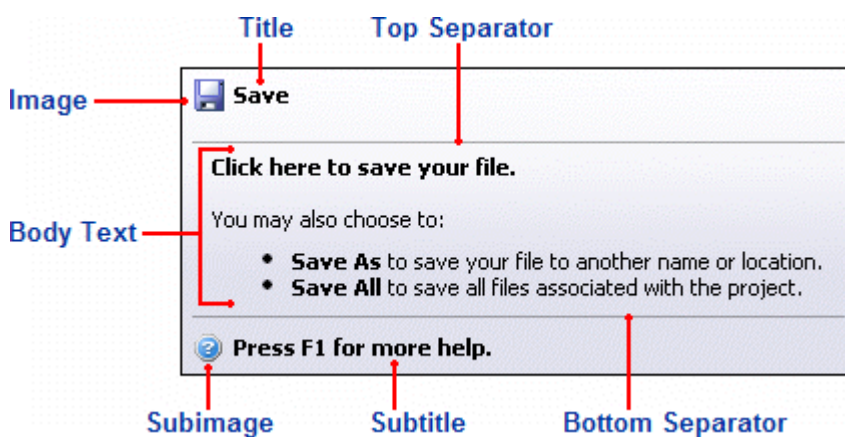 Title Top Separator
Image
Save
Click here to save your file.
You may also choose to:
Body Text
• Save As to save your file to another name or location.
• Save All to save all files associated with the project.
Press F1 for more help.
Subimage Subtitle Bottom Separator